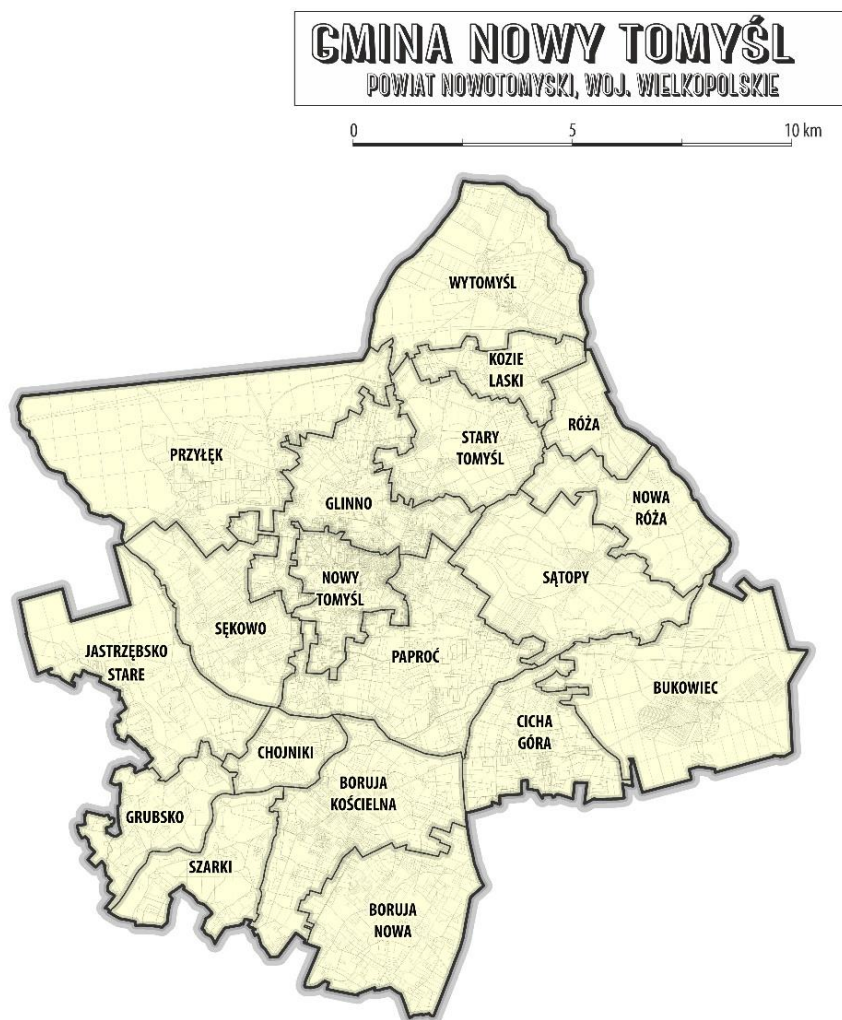 GMINA NOWY TOMYŚL
POWIAT NOWOTOMYSKI, WOJ. WIELKOPOLSKIE
0 5 10 km
WYTOMYŚL
KOZIE
LASKI
RÓŻA
STARY
TOMYŚL
PRZYŁĘK
GLINNO
NOWA
RÓŻA
NOWY
TOMYŚL
SĄTOPY
SĘKOWO
PAPROĆ
JASTRZĘBSKO
STARE
BUKOWIEC
CICHA
GÓRA
CHOJNIKI
BORUJA
KOŚCIELNA
GRUBSKO
SZARKI
BORUJA
NOWA